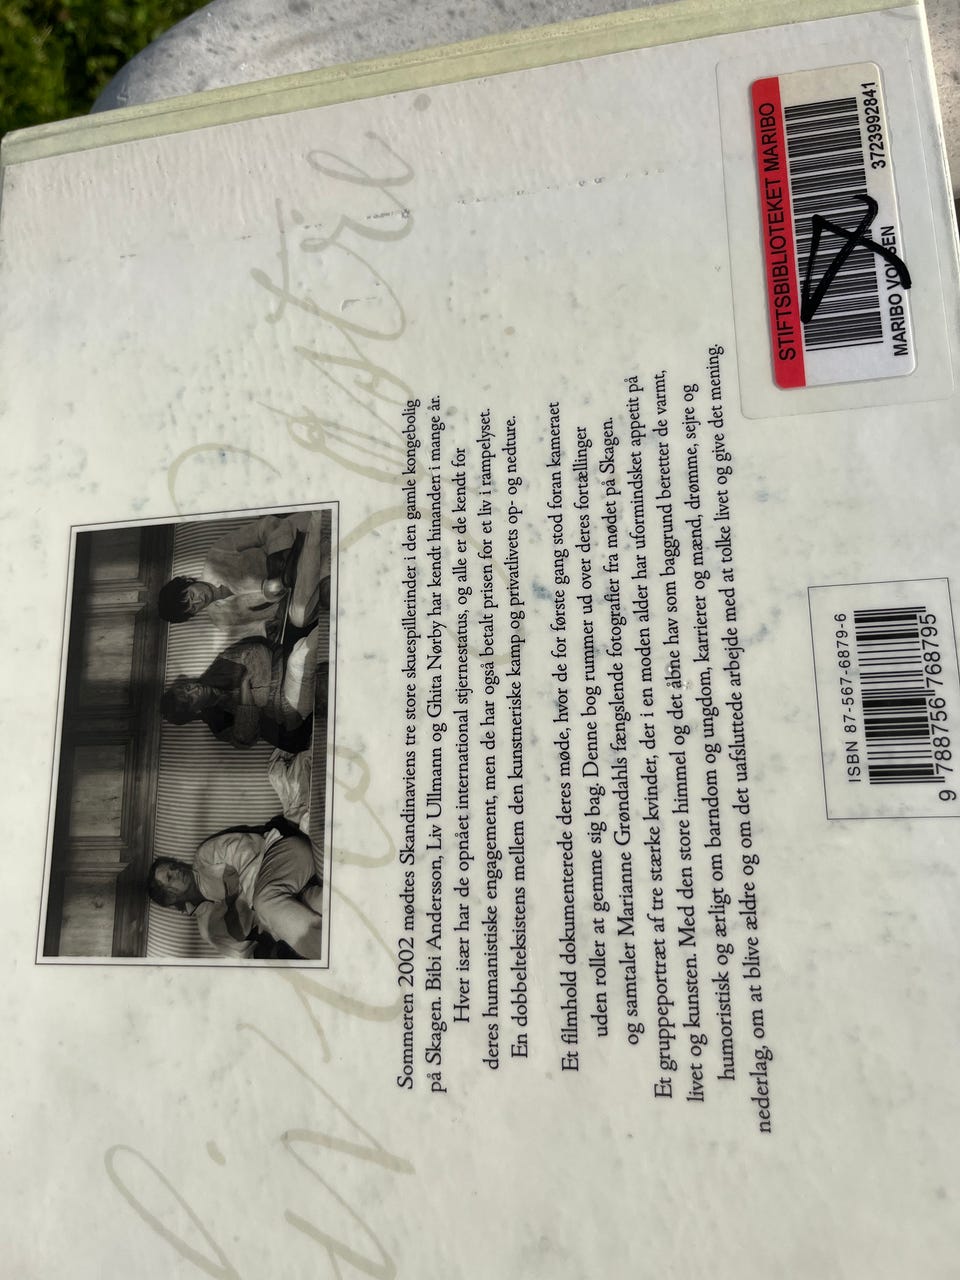 Sommeren 2002 mødtes Skandinaviens tre store skuespillerinder i den gamle kongebolig
på Skagen. Bibi Andersson, Liv Ullmann og Ghita Nørby har kendt hinanden i mange år.
Hver især har de opnået international stjernestatus, og alle er de kendt for
deres humanistiske engagement, men de har også betalt prisen for et liv i rampelyset.
En dobbelteksistens mellem den kunstneriske kamp og privatlivets op- og nedture.
Et filmhold dokumenterede deres møde, hvor de for første gang stod foran kameraet
uden roller at gemme sig bag. Denne bog rummer ud over deres fortællinger
og samtaler Marianne Grøndahls fængslende fotografier fra mødet på Skagen.
Et gruppeportræt af tre stærke kvinder, der i en moden alder har uformindsket appetit på
livet og kunsten. Med den store himmel og det åbne hav som baggrund beretter de varmt,
humoristisk og ærligt om barndom og ungdom, karrierer og mænd, drømme, sejre og
nederlag, om at blive ældre og om det uafsluttede arbejde med at tolke livet og give det mening.
STIFTSBIBLIOTEKET MARIBO
3723992841
MARIBO
ISBN 87-567-6879-6
9 788756 768795